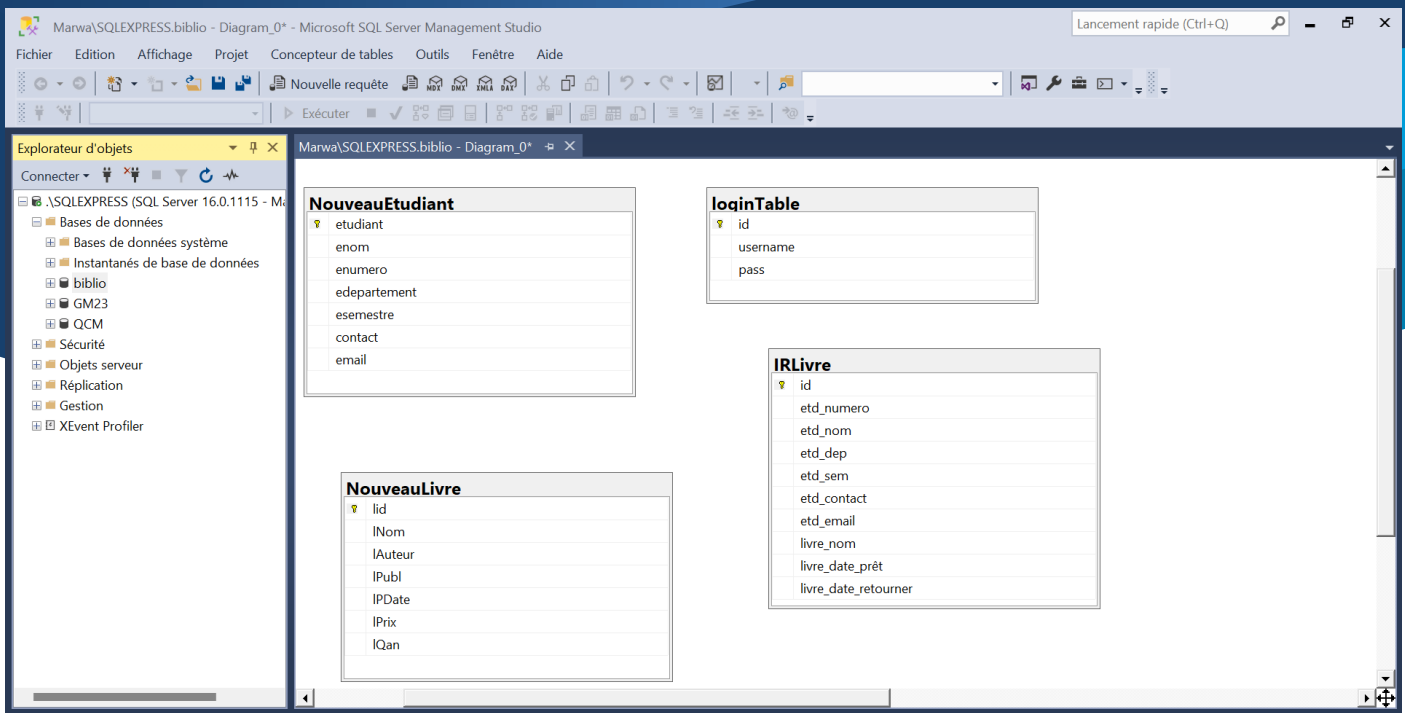 Marwa\SQLEXPRESS.biblio - Diagram_0* - Microsoft SQL Server Management Studio
Lancement rapide (Ctrl+Q)
Fichier Edition Affichage Projet Concepteur de tables Outils Fenêtre Aide
Nouvelle requête MDX DMX XMLA DAX
Exécuter
Explorateur d'objets
Connecter
.\SQLEXPRESS (SQL Server 16.0.1115 - Ma
Bases de données
Bases de données système
Instantanés de base de données
biblio
GM23
QCM
Sécurité
Objets serveur
Réplication
Gestion
XEvent Profiler
Marwa\SQLEXPRESS.biblio - Diagram_0*
NouveauEtudiant
etudiant
enom
enumero
edepartement
esemestre
contact
email
loginTable
id
username
pass
NouveauLivre
lid
lNom
lAuteur
lPubl
lPDate
lPrix
lQan
IRLivre
id
etd_numero
etd_nom
etd_dep
etd_sem
etd_contact
etd_email
livre_nom
livre_date_prêt
livre_date_retourner